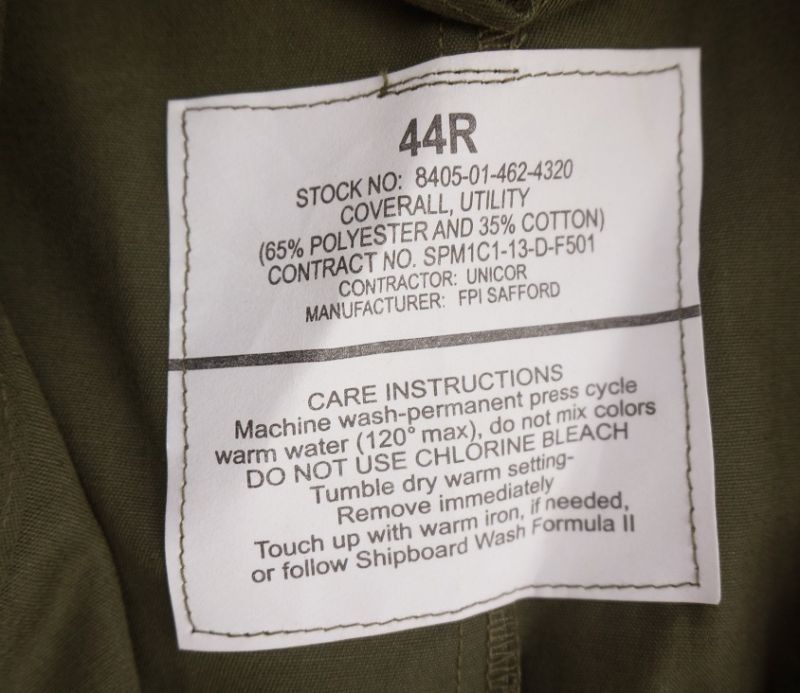 44R
STOCK NO: 8405-01-462-4320
COVERALL, UTILITY
(65% POLYESTER AND 35% COTTON)
CONTRACT NO. SPM1C1-13-D-F501
CONTRACTOR: UNICOR
MANUFACTURER: FPI SAFFORD
CARE INSTRUCTIONS
Machine wash-permanent press cycle
warm water (120° max), do not mix colors
DO NOT USE CHLORINE BLEACH
Tumble dry warm setting-
Remove immediately
Touch up with warm iron, if needed,
or follow Shipboard Wash Formula II